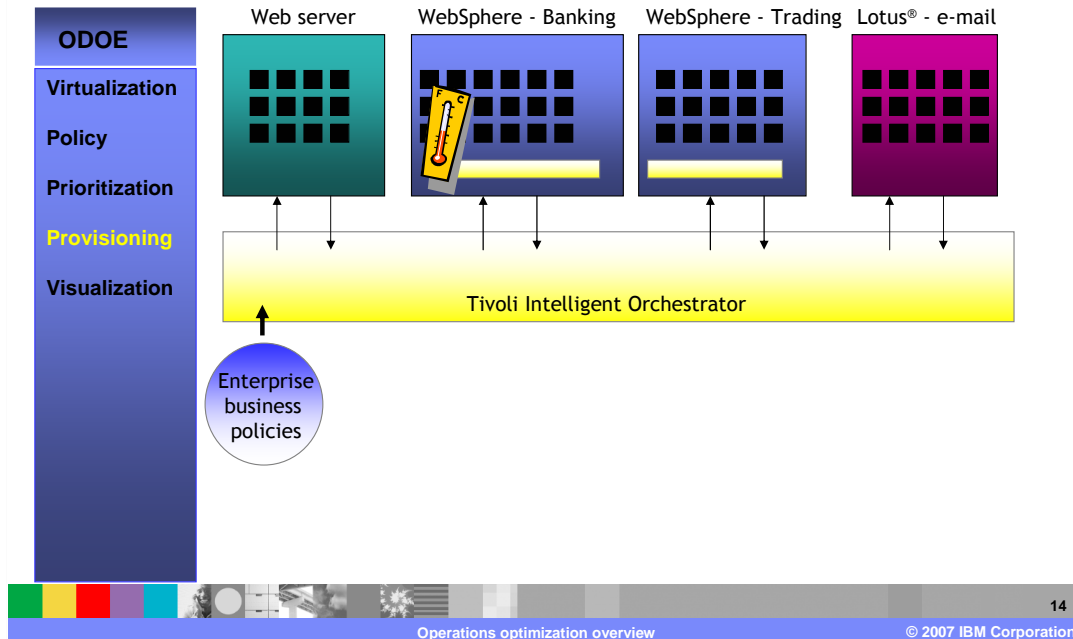 Web server
WebSphere - Banking
WebSphere - Trading
Lotus® - e-mail
ODOE
Virtualization
Policy
Prioritization
Provisioning
Visualization
F
C
Tivoli Intelligent Orchestrator
Enterprise
business
policies
14
Operations optimization overview
© 2007 IBM Corporation